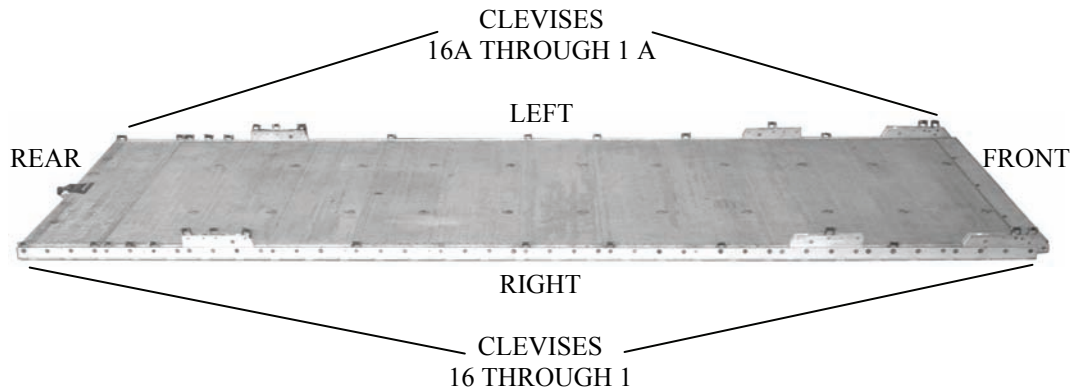 CLEVISES
16A THROUGH 1 A
LEFT
REAR
FRONT
RIGHT
CLEVISES
16 THROUGH 1